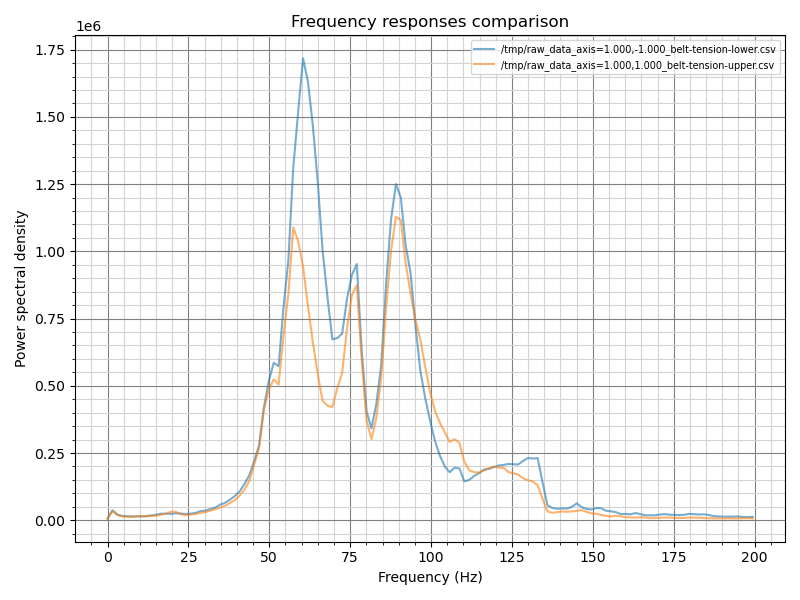 Frequency responses comparison
1e6
/tmp/raw_data_axis=1.000,-1.000_belt-tension-lower.csv
/tmp/raw_data_axis=1.000,1.000_belt-tension-upper.csv
1.75
1.50
1.25
1.00
0.75
0.50
0.25
0.00
Power spectral density
0 25 50 75 100 125 150 175 200
Frequency (Hz)